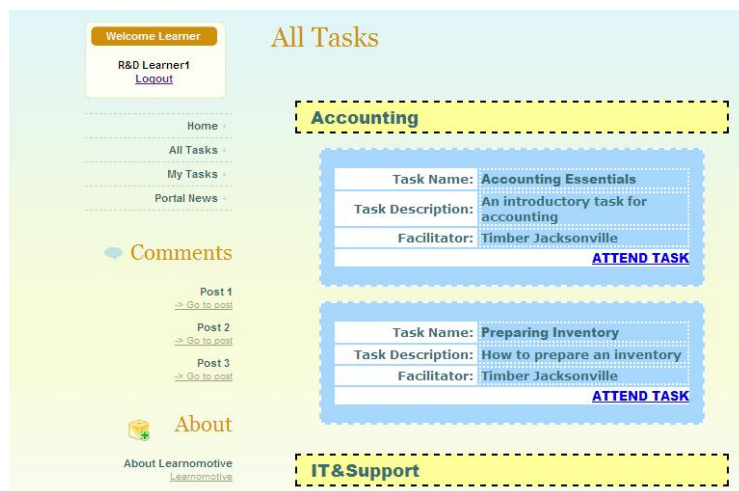 Welcome Learner
R&D Learner1
Logout
Home
All Tasks
My Tasks
Portal News
Comments
Post 1
-> Go to post
Post 2
-> Go to post
Post 3
-> Go to post
About
About Learnomotive
Learnomotive
All Tasks
Accounting
Task Name: Accounting Essentials
Task Description: An introductory task for
accounting
Facilitator: Timber Jacksonville
ATTEND TASK
Task Name: Preparing Inventory
Task Description: How to prepare an inventory
Facilitator: Timber Jacksonville
ATTEND TASK
IT&Support